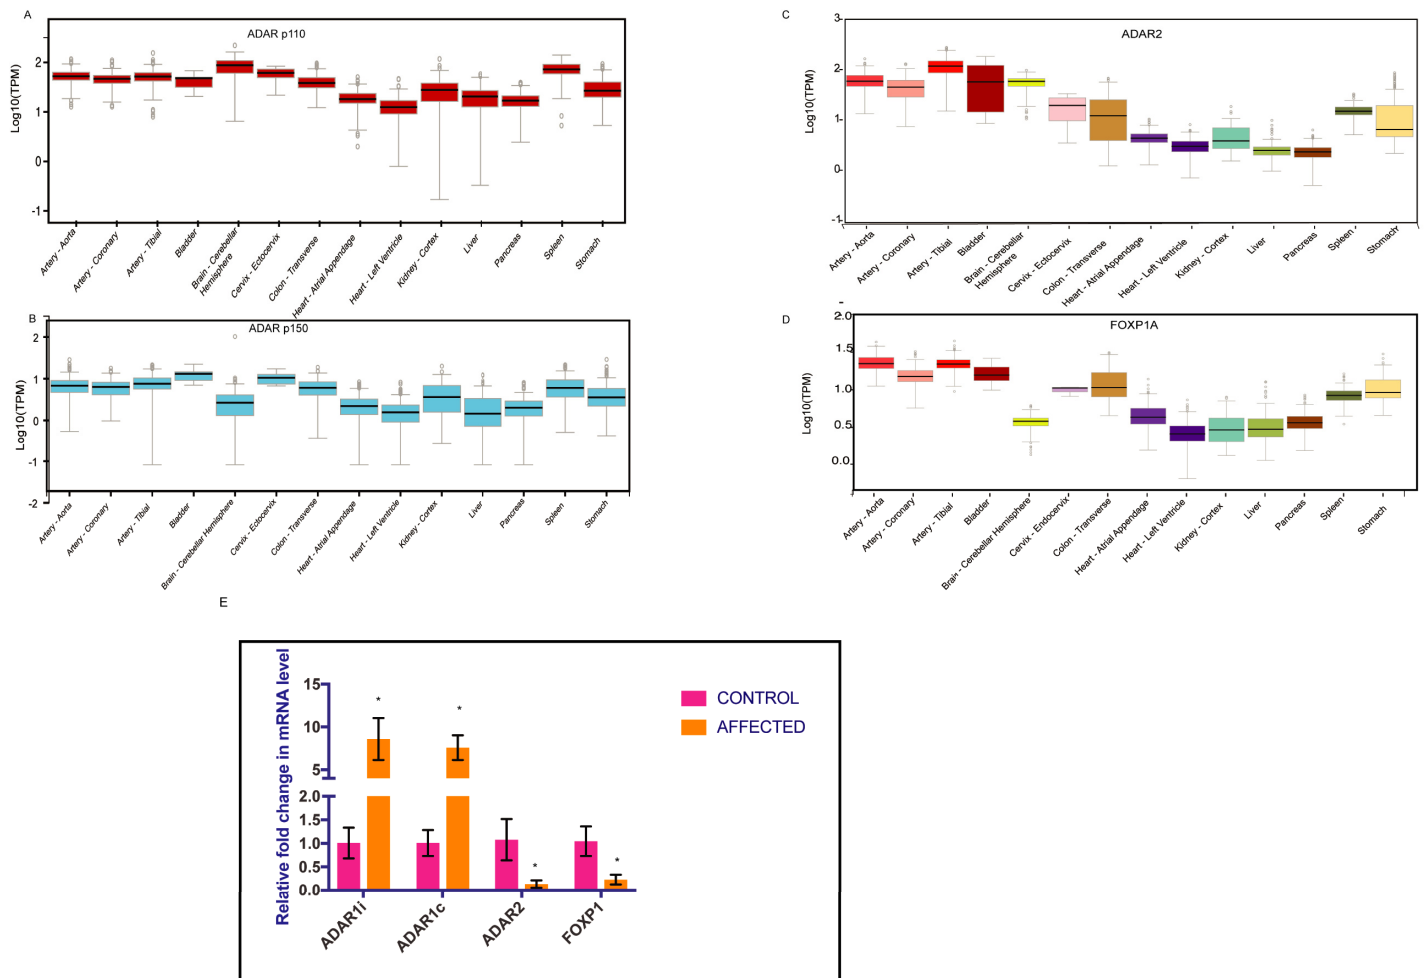 A
ADAR p110
Log10(TPM)
2
1
0
-1
Artery - Aorta
Artery - Coronary
Artery - Tibial
Bladder
Brain - Cerebellar
Hemisphere
Cervix - Ectocervix
Colon - Transverse
Heart - Atrial Appendage
Heart - Left Ventricle
Kidney - Cortex
Liver
Pancreas
Spleen
Stomach
B
ADAR p150
Log10(TPM)
2
1
0
-1
-2
Artery - Aorta
Artery - Coronary
Artery - Tibial
Bladder
Brain - Cerebellar Hemisphere
Cervix - Ectocervix
Colon - Transverse
Heart - Atrial Appendage
Heart - Left Ventricle
Kidney - Cortex
Liver
Pancreas
Spleen
Stomach
C
ADAR2
Log10(TPM)
3
2
1
0
-1
Artery - Aorta
Artery - Coronary
Artery - Tibial
Bladder
Brain - Cerebellar
Hemisphere
Cervix - Ectocervix
Colon - Transverse
Heart - Atrial Appendage
Heart - Left Ventricle
Kidney - Cortex
Liver
Pancreas
Spleen
Stomach
D
FOXP1A
Log10(TPM)
2.0
1.5
1.0
0.5
0.0
Artery - Aorta
Artery - Coronary
Artery - Tibial
Bladder
Brain - Cerebellar Hemisphere
Cervix - Endocervix
Colon - Transverse
Heart - Atrial Appendage
Heart - Left Ventricle
Kidney - Cortex
Liver
Pancreas
Spleen
Stomach
E
Relative fold change in mRNA level
15
10
5
2.0
1.5
1.0
0.5
0.0
*
*
*
*
ADAR1i
ADAR1c
ADAR2
FOXP1
CONTROL
AFFECTED